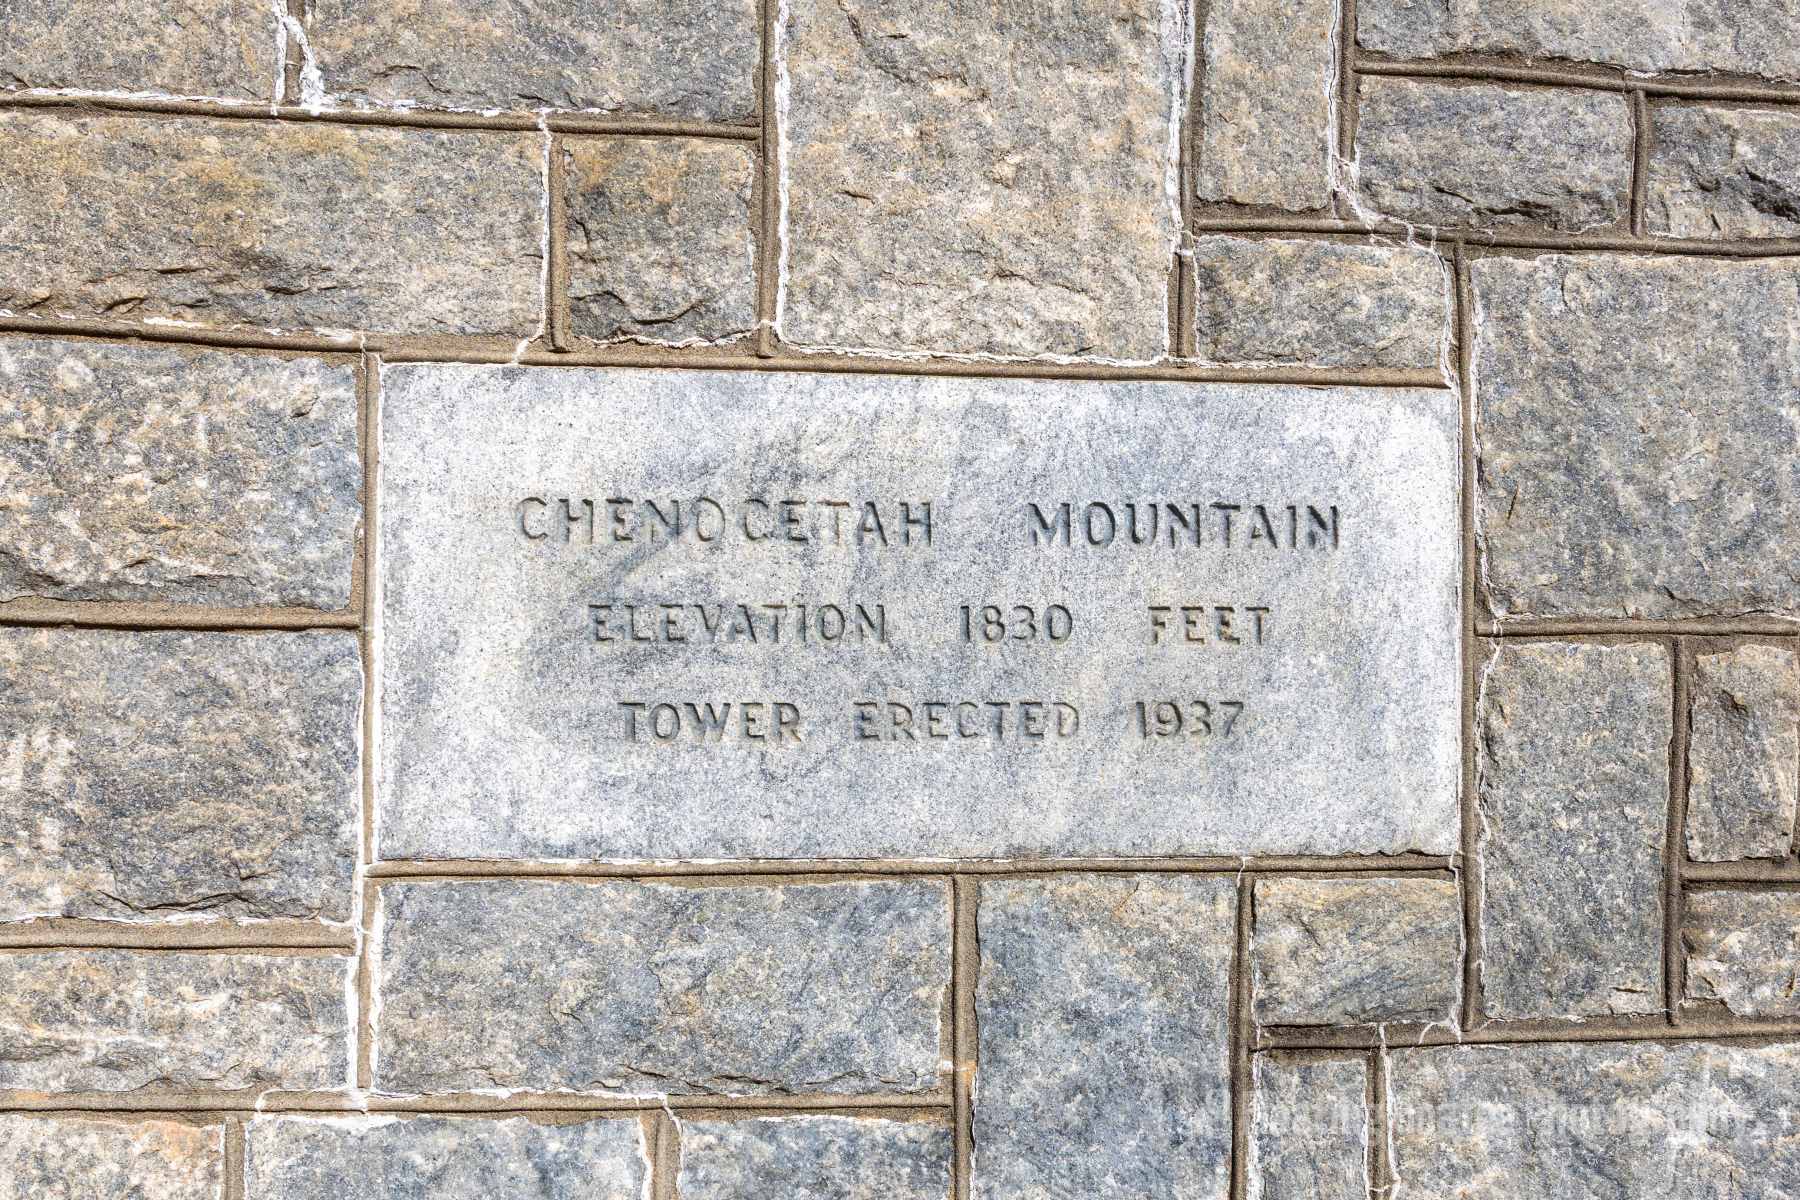 CHENOCETAH MOUNTAIN
ELEVATION 1830 FEET
TOWER ERECTED 1937